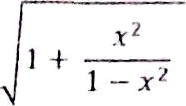 √(1 + x²/(1 − x²))